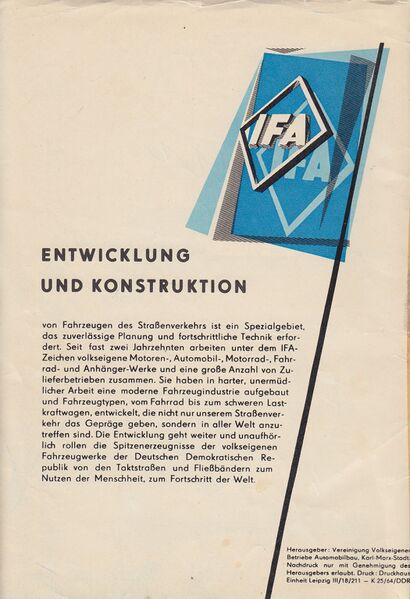 IFA
IFA
ENTWICKLUNG
UND KONSTRUKTION
von Fahrzeugen des Straßenverkehrs ist ein Spezialgebiet,
das zuverlässige Planung und fortschrittliche Technik erfor-
dert. Seit fast zwei Jahrzehnten arbeiten unter dem IFA-
Zeichen volkseigene Motoren-, Automobil-, Motorrad-, Fahr-
rad- und Anhänger-Werke und eine große Anzahl von Zu-
lieferbetrieben zusammen. Sie haben in harter, unermüd-
licher Arbeit eine moderne Fahrzeugindustrie aufgebaut
und Fahrzeugtypen, vom Fahrrad bis zum schweren Last-
kraftwagen, entwickelt, die nicht nur unserem Straßenver-
kehr das Gepräge geben, sondern in aller Welt anzu-
treffen sind. Die Entwicklung geht weiter und unaufhör-
lich rollen die Spitzenerzeugnisse der volkseigenen
Fahrzeugwerke der Deutschen Demokratischen Re-
publik von den Taktstraßen und Fließbändern zum
Nutzen der Menschheit, zum Fortschritt der Welt.
Herausgeber: Vereinigung Volkseigener
Betriebe Automobilbau, Karl-Marx-Stadt
Nachdruck nur mit Genehmigung des
Herausgebers erlaubt. Druck: Druckhaus
Einheit Leipzig III/18/211 — K 25/64/DDR